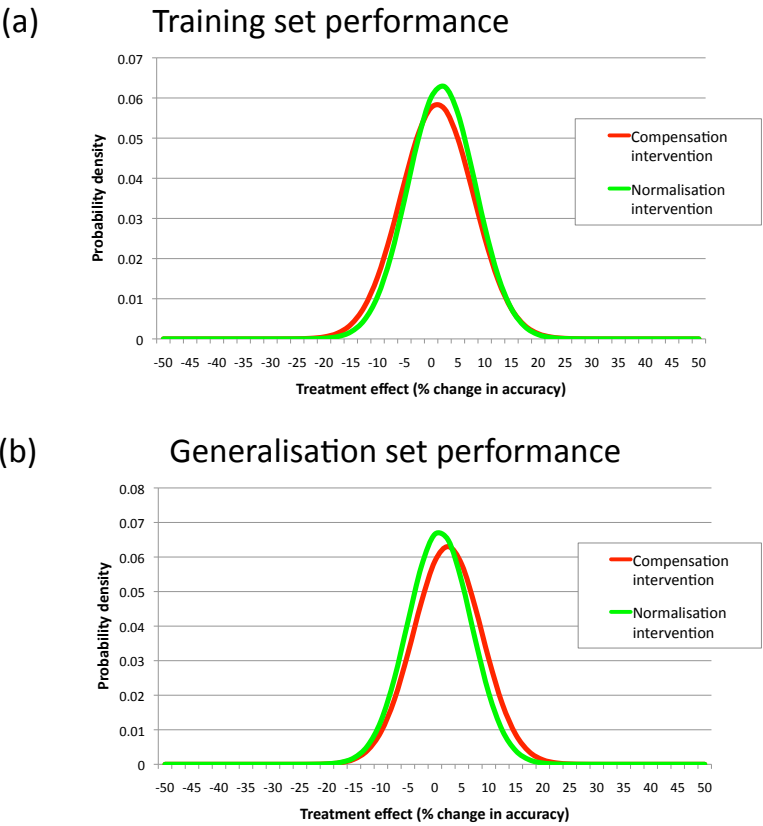 (a)
Training set performance
0.07
0.06
0.05
0.04
0.03
0.02
0.01
0
Probability density
Compensation
intervention
Normalisation
intervention
-50 -45 -40 -35 -30 -25 -20 -15 -10 -5 0 5 10 15 20 25 30 35 40 45 50
Treatment effect (% change in accuracy)
(b)
Generalisation set performance
0.08
0.07
0.06
0.05
0.04
0.03
0.02
0.01
0
Probability density
Compensation
intervention
Normalisation
intervention
-50 -45 -40 -35 -30 -25 -20 -15 -10 -5 0 5 10 15 20 25 30 35 40 45 50
Treatment effect (% change in accuracy)